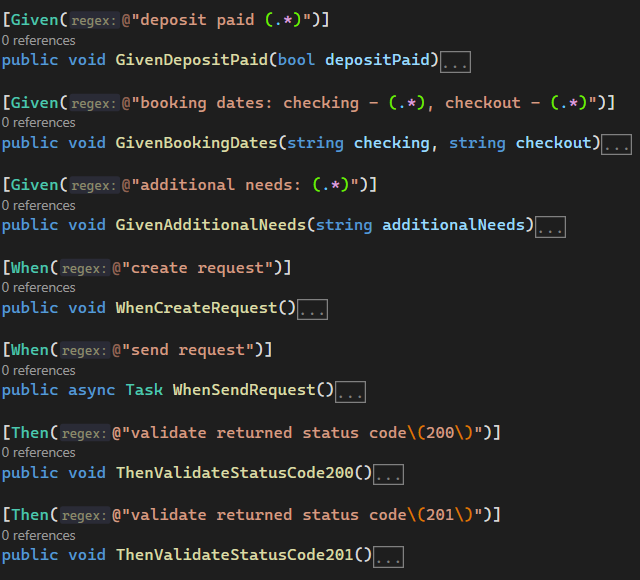 [Given(regex:@"deposit paid (.*)")]
0 references
public void GivenDepositPaid(bool depositPaid)...
[Given(regex:@"booking dates: checking - (.*), checkout - (.*)")]
0 references
public void GivenBookingDates(string checking, string checkout)...
[Given(regex:@"additional needs: (.*)")]
0 references
public void GivenAdditionalNeeds(string additionalNeeds)...
[When(regex:@"create request")]
0 references
public void WhenCreateRequest()...
[When(regex:@"send request")]
0 references
public async Task WhenSendRequest()...
[Then(regex:@"validate returned status code\(200\)")]
0 references
public void ThenValidateStatusCode200()...
[Then(regex:@"validate returned status code\(201\)")]
0 references
public void ThenValidateStatusCode201()...